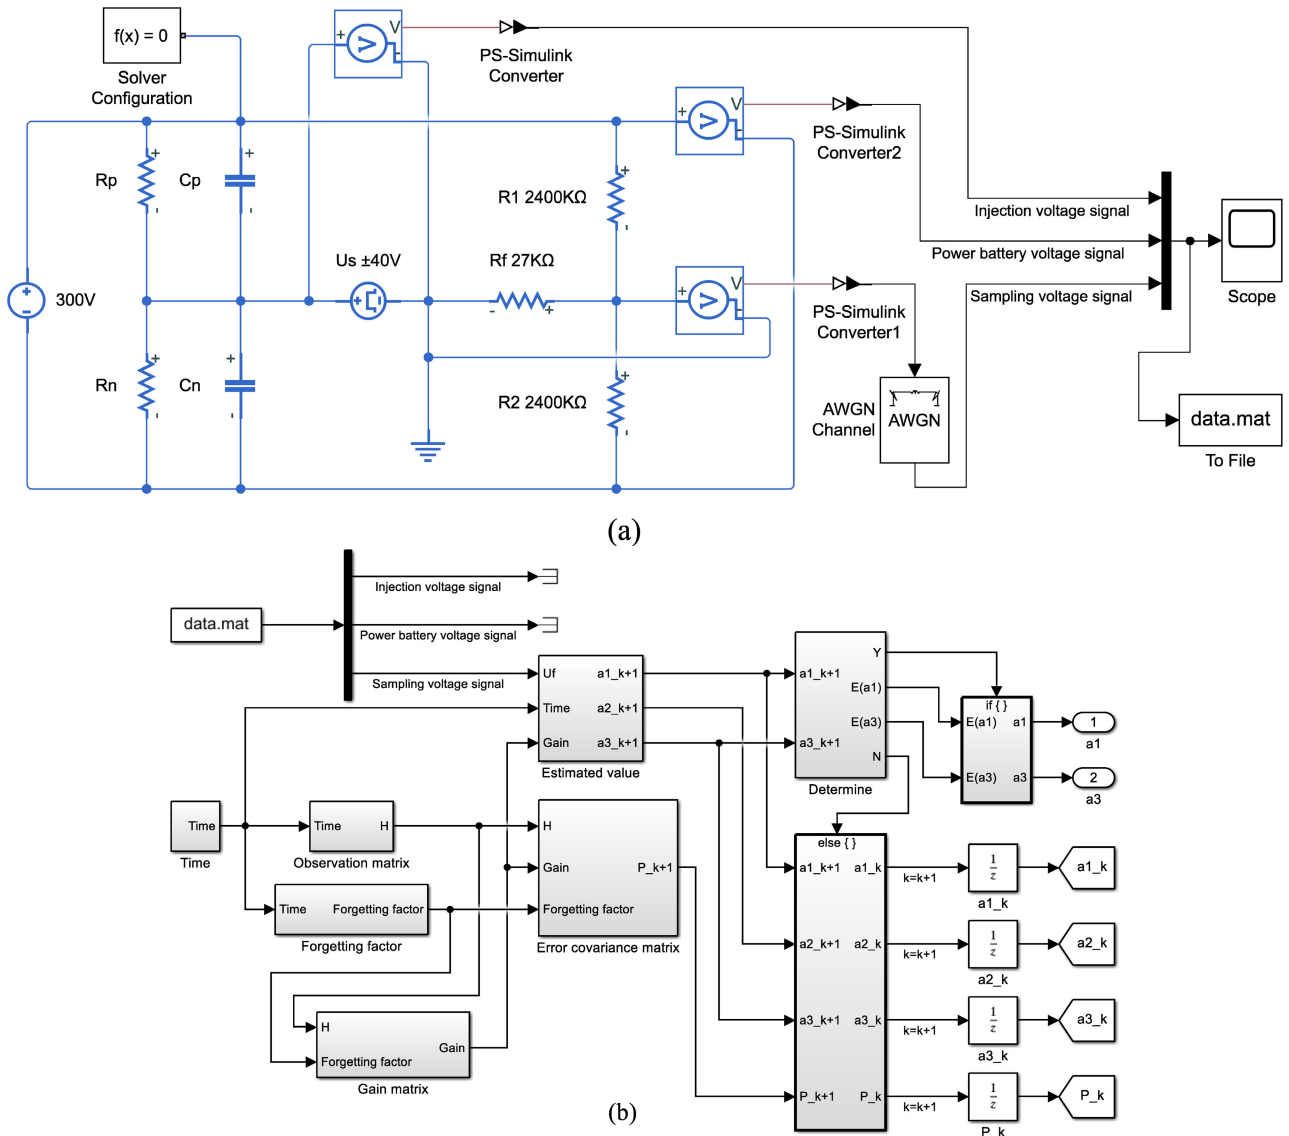 f(x) = 0
Solver
Configuration
+
V
-
PS-Simulink
Converter
+
V
-
PS-Simulink
Converter2
Rp
+
-
Cp
+
-
R1 2400KΩ
+
-
Injection voltage signal
Power battery voltage signal
Sampling voltage signal
Scope
300V
+
-
Us ±40V
+
-
Rf 27KΩ
-
+
+
V
-
PS-Simulink
Converter1
Rn
+
-
Cn
+
-
R2 2400KΩ
+
-
AWGN
Channel
AWGN
data.mat
To File
(a)
data.mat
Injection voltage signal
Power battery voltage signal
Sampling voltage signal
Uf a1_k+1
Time a2_k+1
Gain a3_k+1
Estimated value
Y
a1_k+1
E(a1)
E(a3)
a3_k+1
N
Determine
if { }
E(a1) a1
E(a3) a3
1
a1
2
a3
Time
Time
Time H
Observation matrix
Time Forgetting factor
Forgetting factor
H
Gain P_k+1
Forgetting factor
Error covariance matrix
H
Gain
Forgetting factor
Gain matrix
else { }
a1_k+1 a1_k
k=k+1
1
z
a1_k
a1_k
a2_k+1 a2_k
k=k+1
1
z
a2_k
a2_k
a3_k+1 a3_k
k=k+1
1
z
a3_k
a3_k
P_k+1 P_k
k=k+1
1
z
P_k
P_k
(b)